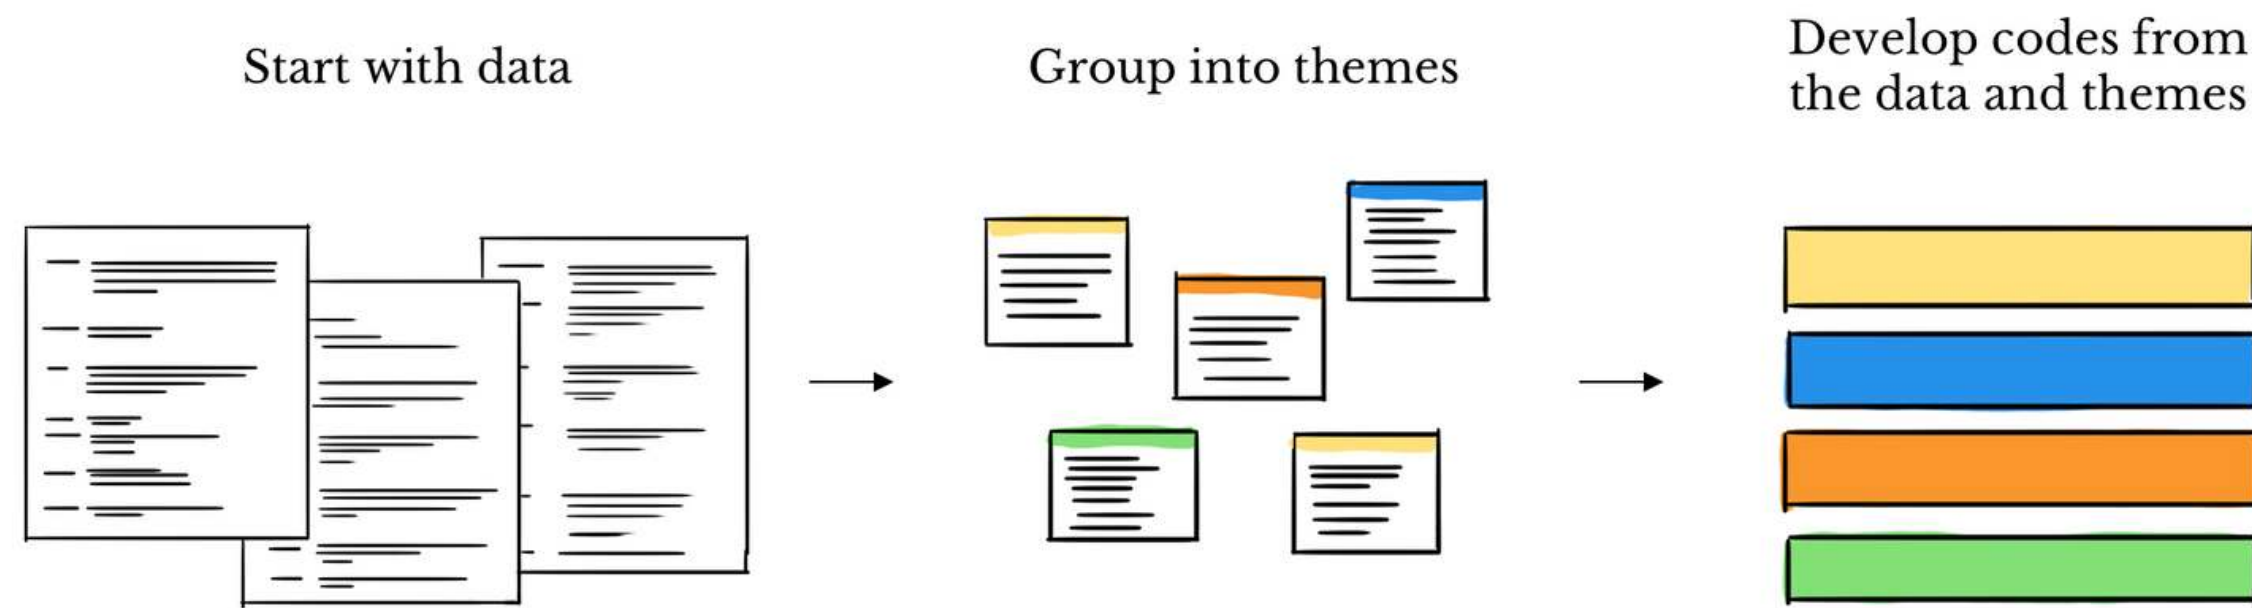 Start with data
Group into themes
Develop codes from
the data and themes